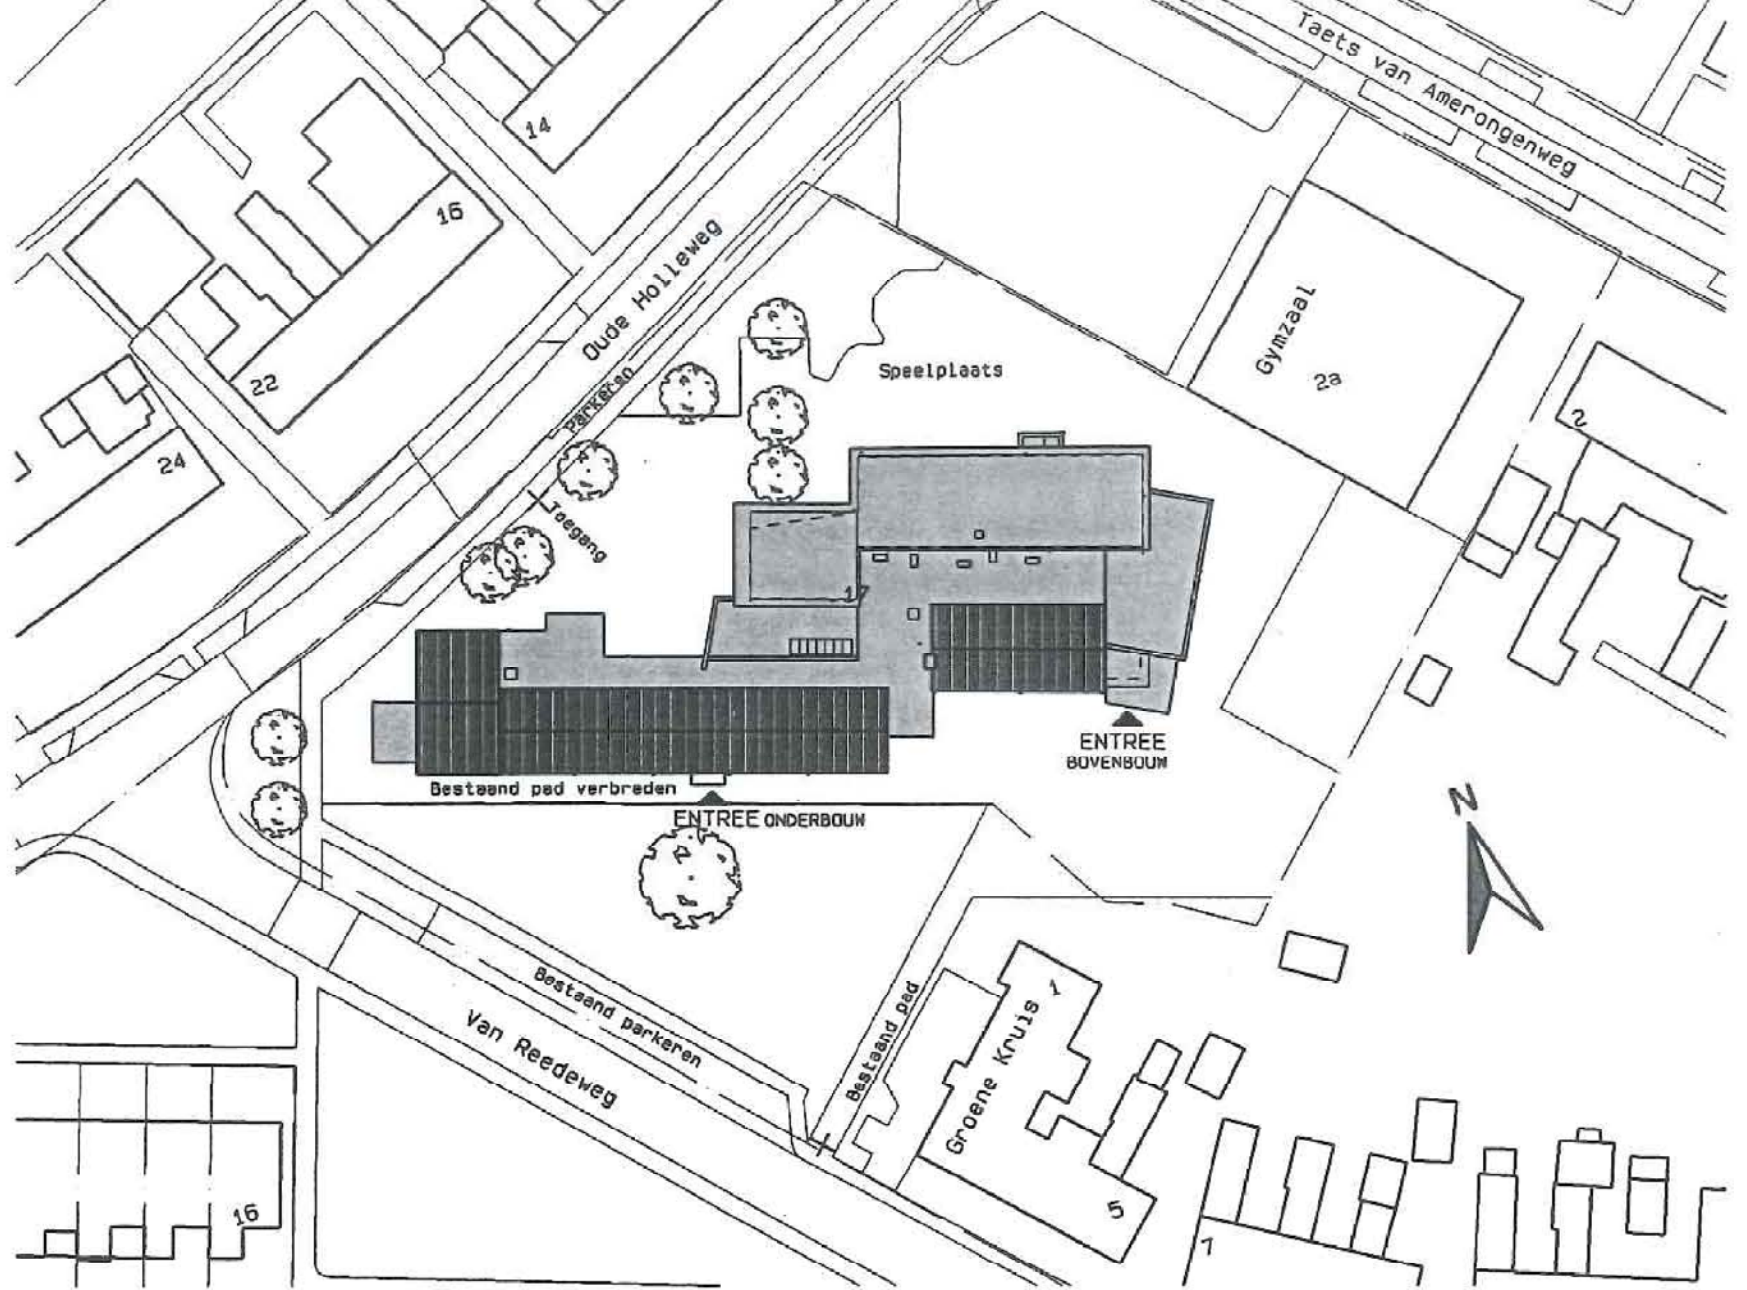 Taets van Amerongenweg
14
16
Oude Holleweg
Gymzaal
2a
22
Parkeren
Speelplaats
2
24
Toegang
17
ENTREE
BOVENBOUW
Bestaand pad verbreden
ENTREE ONDERBOUW
N
Bestaand parkeren
Bestaand pad
Van Reedeweg
Groene Kruis
1
5
16
7